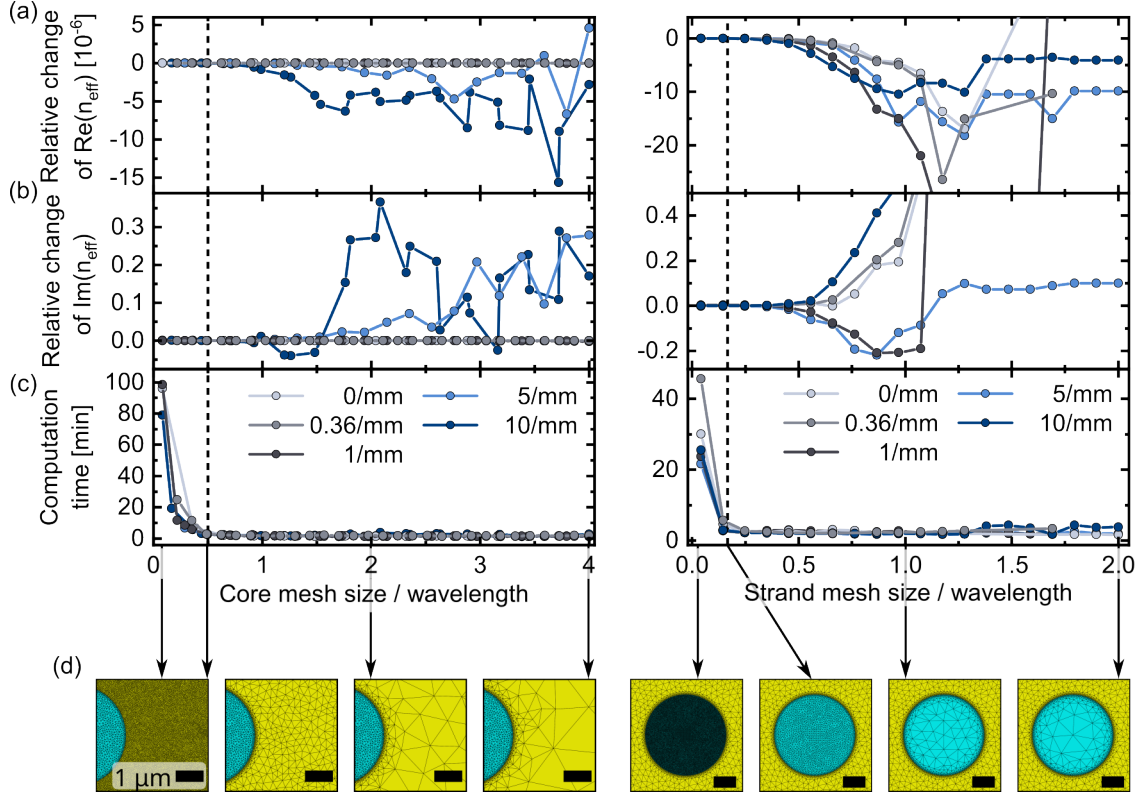 (a)
Relative change
of Re(n_eff) [10^-6]
5
0
-5
-10
-15
0
-10
-20
(b)
Relative change
of Im(n_eff)
0.3
0.2
0.1
0.0
0.4
0.2
0.0
-0.2
(c)
Computation
time [min]
100
80
60
40
20
0
0/mm
5/mm
0.36/mm
10/mm
1/mm
40
20
0
0/mm
5/mm
0.36/mm
10/mm
1/mm
0 1 2 3 4
Core mesh size / wavelength
0.0 0.5 1.0 1.5 2.0
Strand mesh size / wavelength
(d)
1 µm